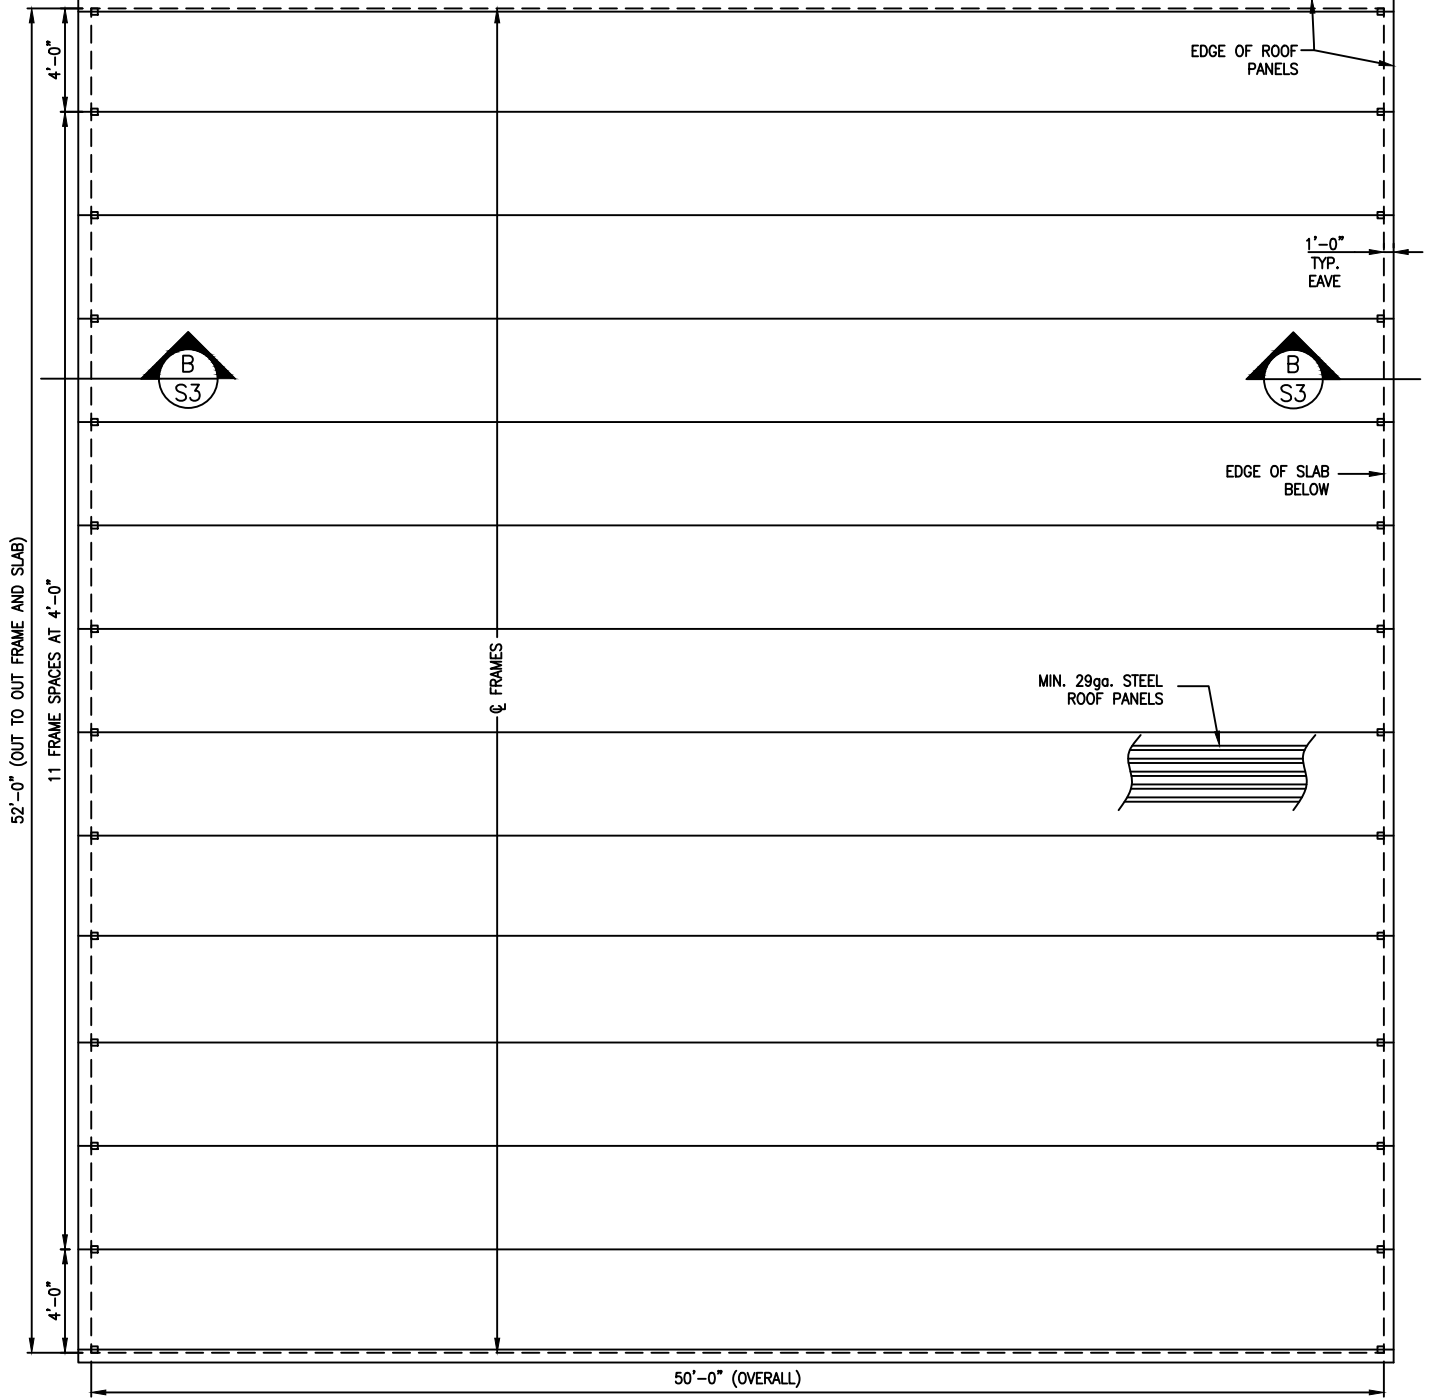 4'-0"
EDGE OF ROOF
PANELS
1'-0"
TYP.
EAVE
B
S3
B
S3
EDGE OF SLAB
BELOW
52'-0" (OUT TO OUT FRAME AND SLAB)
11 FRAME SPACES AT 4'-0"
℄ FRAMES
MIN. 29ga. STEEL
ROOF PANELS
4'-0"
50'-0" (OVERALL)